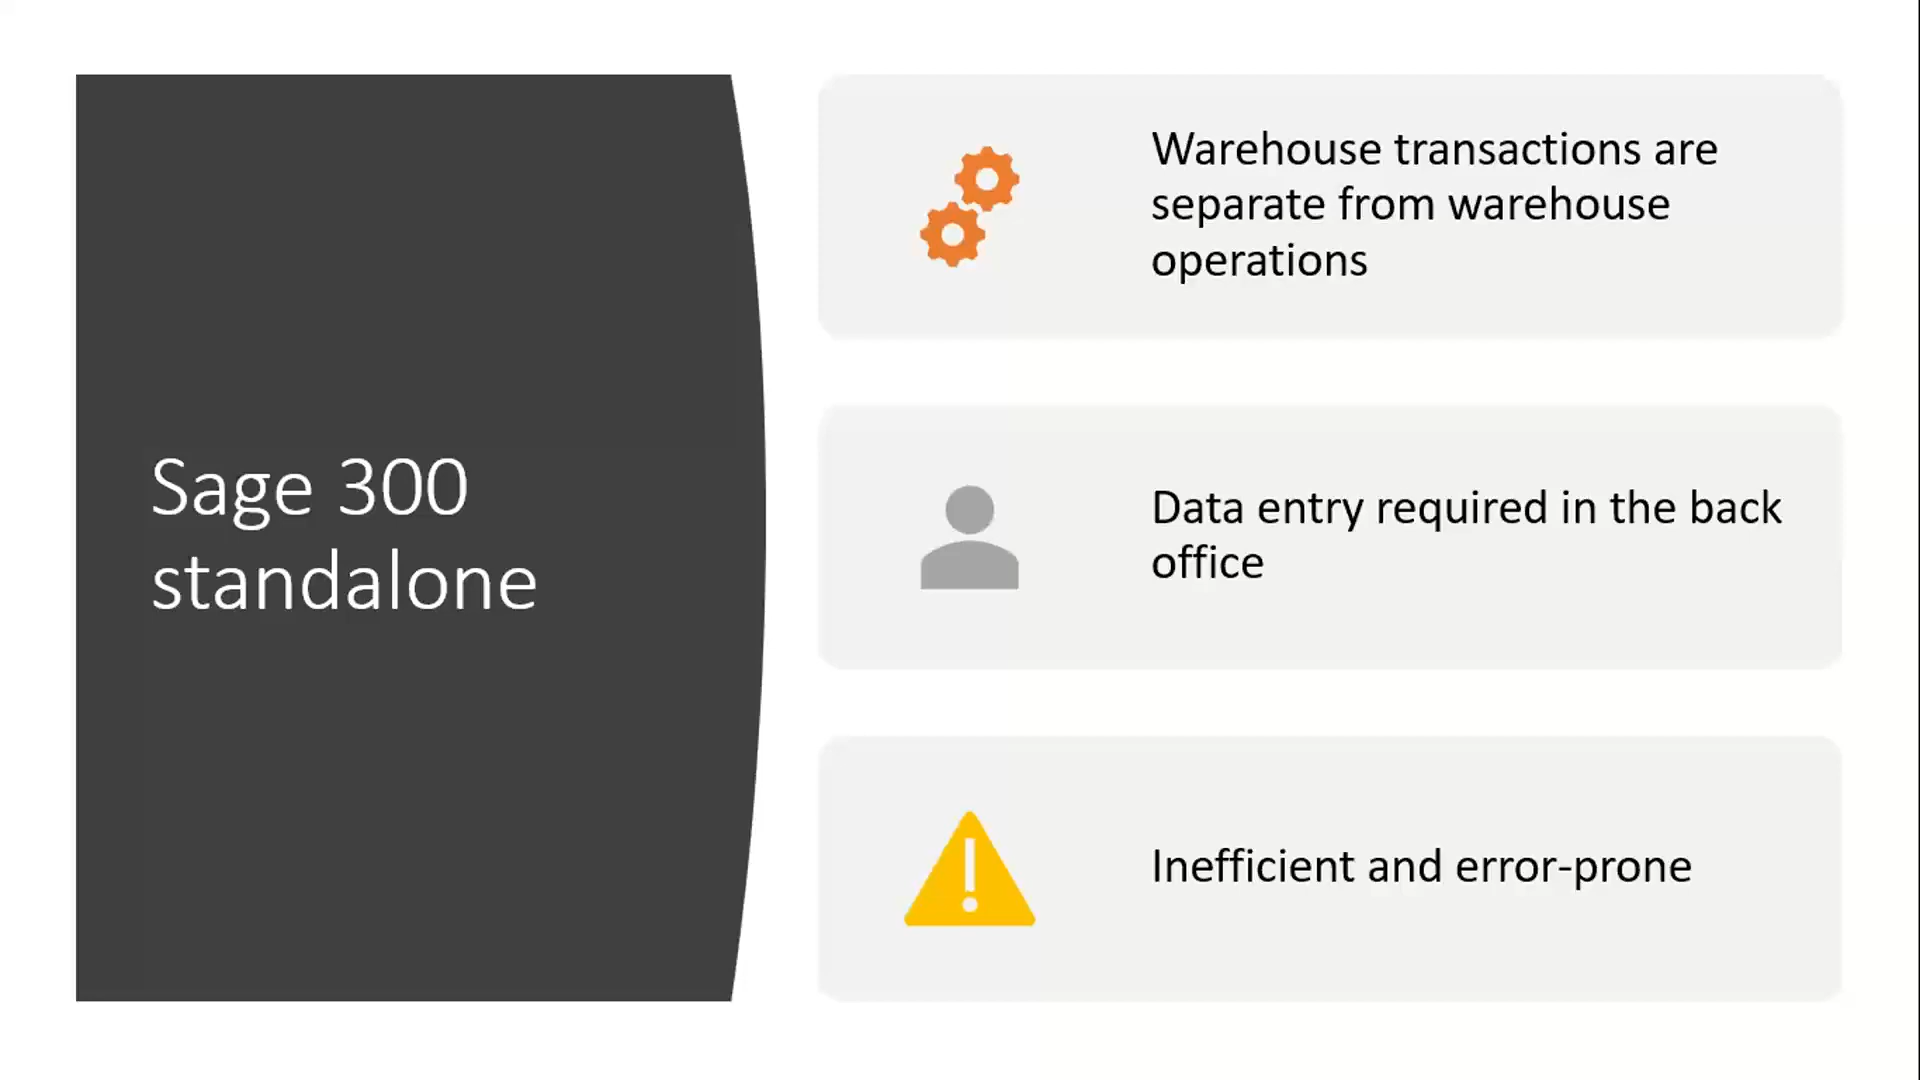 Sage 300
standalone
Warehouse transactions are
separate from warehouse
operations
Data entry required in the back
office
Inefficient and error-prone